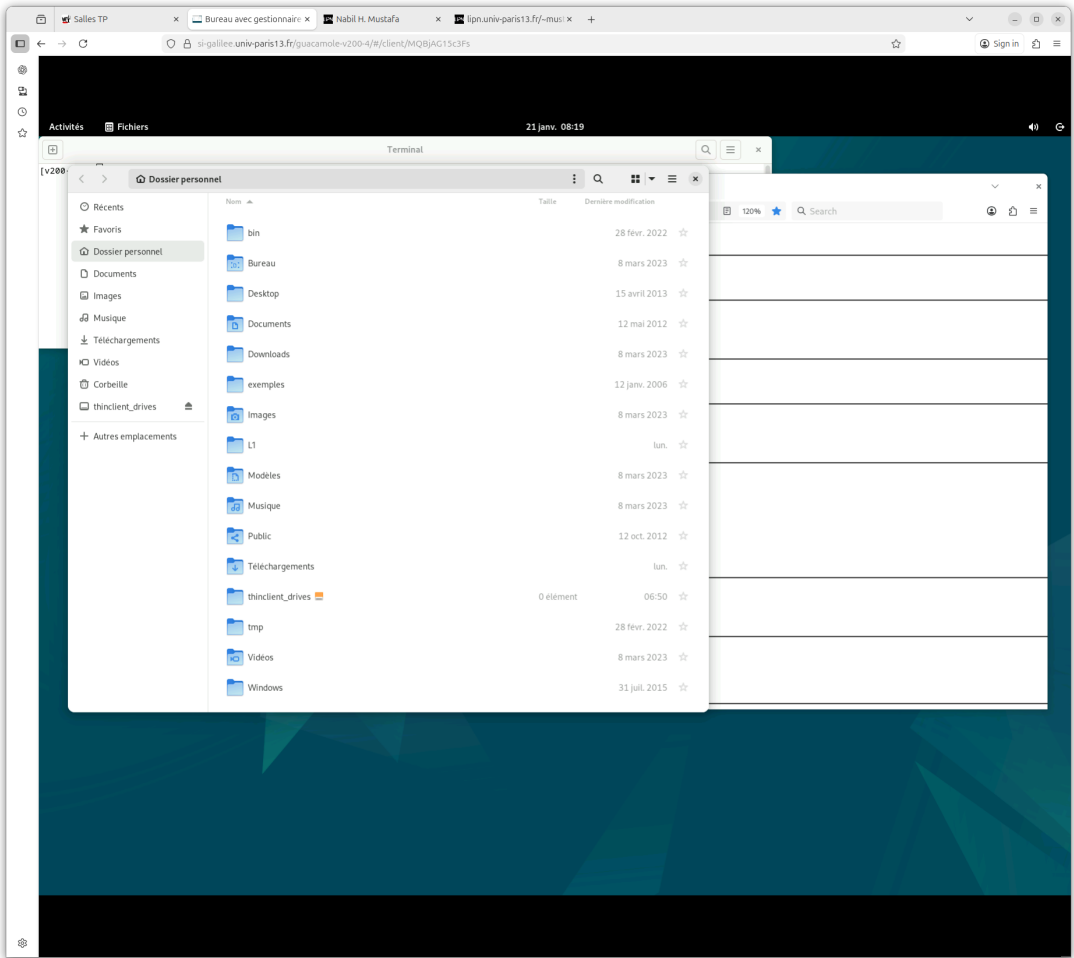 Salles TP × Bureau avec gestionnaire × Nabil H. Mustafa × lipn.univ-paris13.fr/~mus × +
si-galilee.univ-paris13.fr/guacamole-v200-4/#/client/MQBjAG15c3Fs Sign in
Activités Fichiers 21 janv. 08:19
Terminal
[v200-
Dossier personnel
120% Search
Récents
Favoris
Dossier personnel
Documents
Images
Musique
Téléchargements
Vidéos
Corbeille
thinclient_drives
+ Autres emplacements
Nom Taille Dernière modification
bin 28 févr. 2022
Bureau 8 mars 2023
Desktop 15 avril 2013
Documents 12 mai 2012
Downloads 8 mars 2023
exemples 12 janv. 2006
Images 8 mars 2023
L1 lun.
Modèles 8 mars 2023
Musique 8 mars 2023
Public 12 oct. 2012
Téléchargements lun.
thinclient_drives 0 élément 06:50
tmp 28 févr. 2022
Vidéos 8 mars 2023
Windows 31 juil. 2015